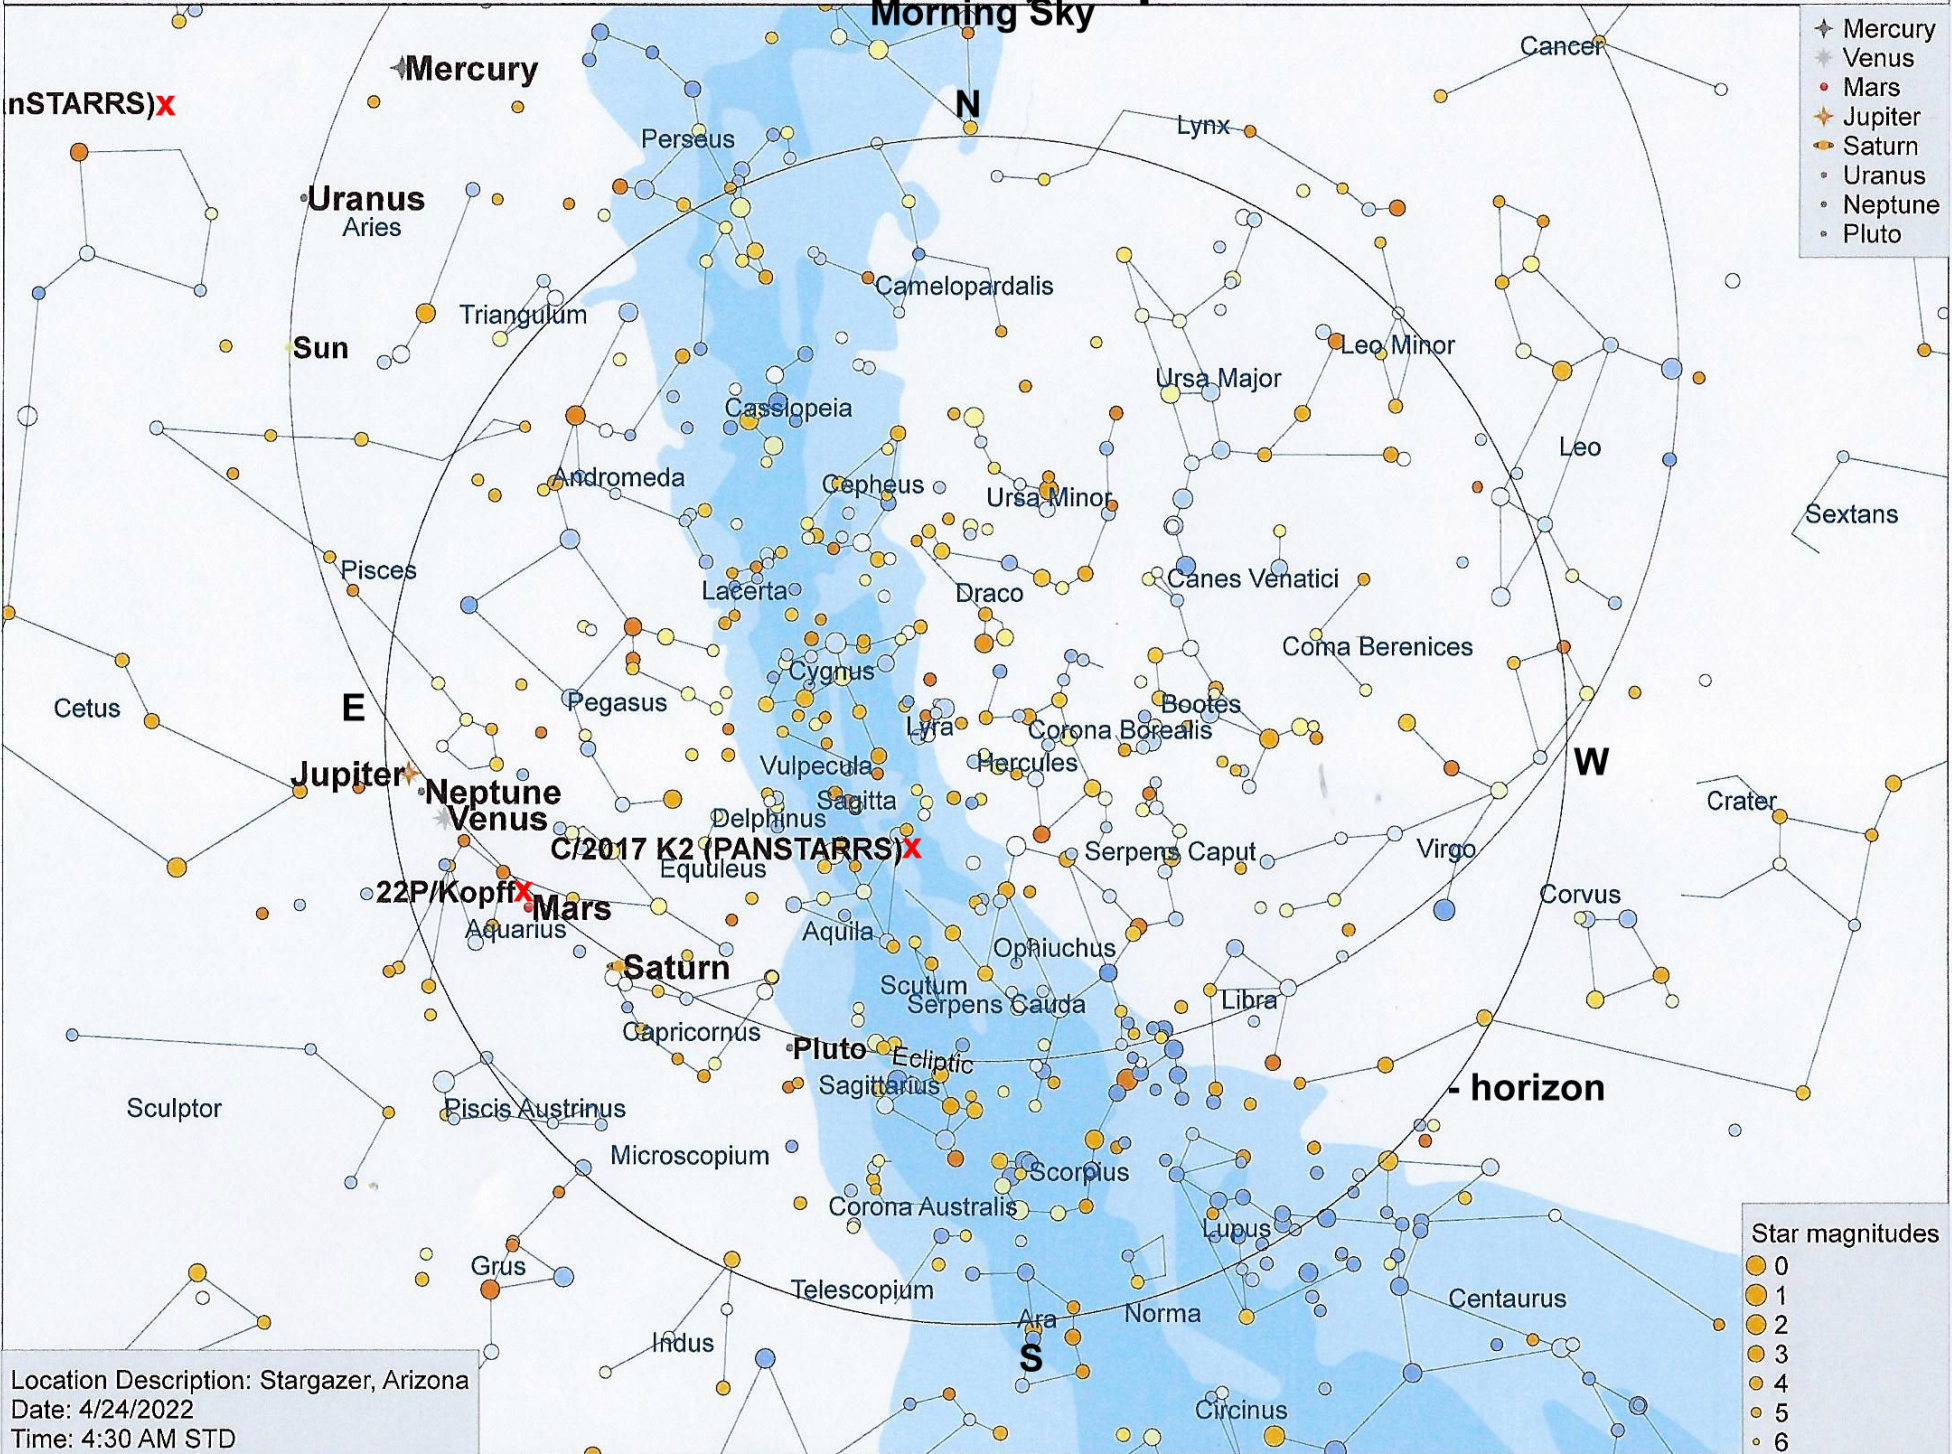 Morning Sky
Mercury
Cancer
Mercury
Venus
Mars
Jupiter
Saturn
Uranus
Neptune
Pluto
nSTARRS)x
N
Perseus
Lynx
Uranus
Aries
Camelopardalis
Triangulum
Sun
Leo Minor
Ursa Major
Cassiopeia
Leo
Andromeda
Cepheus
Ursa Minor
Sextans
Pisces
Lacerta
Draco
Canes Venatici
Coma Berenices
Cygnus
Cetus
E
Pegasus
Lyra
Bootes
Corona Borealis
W
Vulpecula
Hercules
Jupiter
Neptune
Sagitta
Crater
Venus
Delphinus
C/2017 K2 (PANSTARRS)x
Serpens Caput
Virgo
Equuleus
22P/Kopffx
Mars
Corvus
Aquarius
Aquila
Ophiuchus
Saturn
Scutum
Serpens Cauda
Libra
Capricornus
Pluto
Ecliptic
Sagittarius
- horizon
Sculptor
Piscis Austrinus
Microscopium
Scorpius
Corona Australis
Lupus
Star magnitudes
0
1
2
3
4
5
6
Grus
Telescopium
Norma
Centaurus
Ara
Indus
S
Circinus
Location Description: Stargazer, Arizona
Date: 4/24/2022
Time: 4:30 AM STD